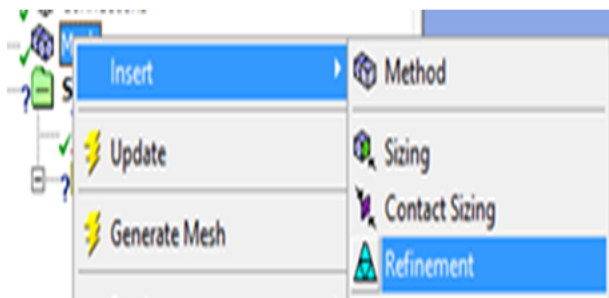 Insert
Method
Update
Sizing
Contact Sizing
Generate Mesh
Refinement